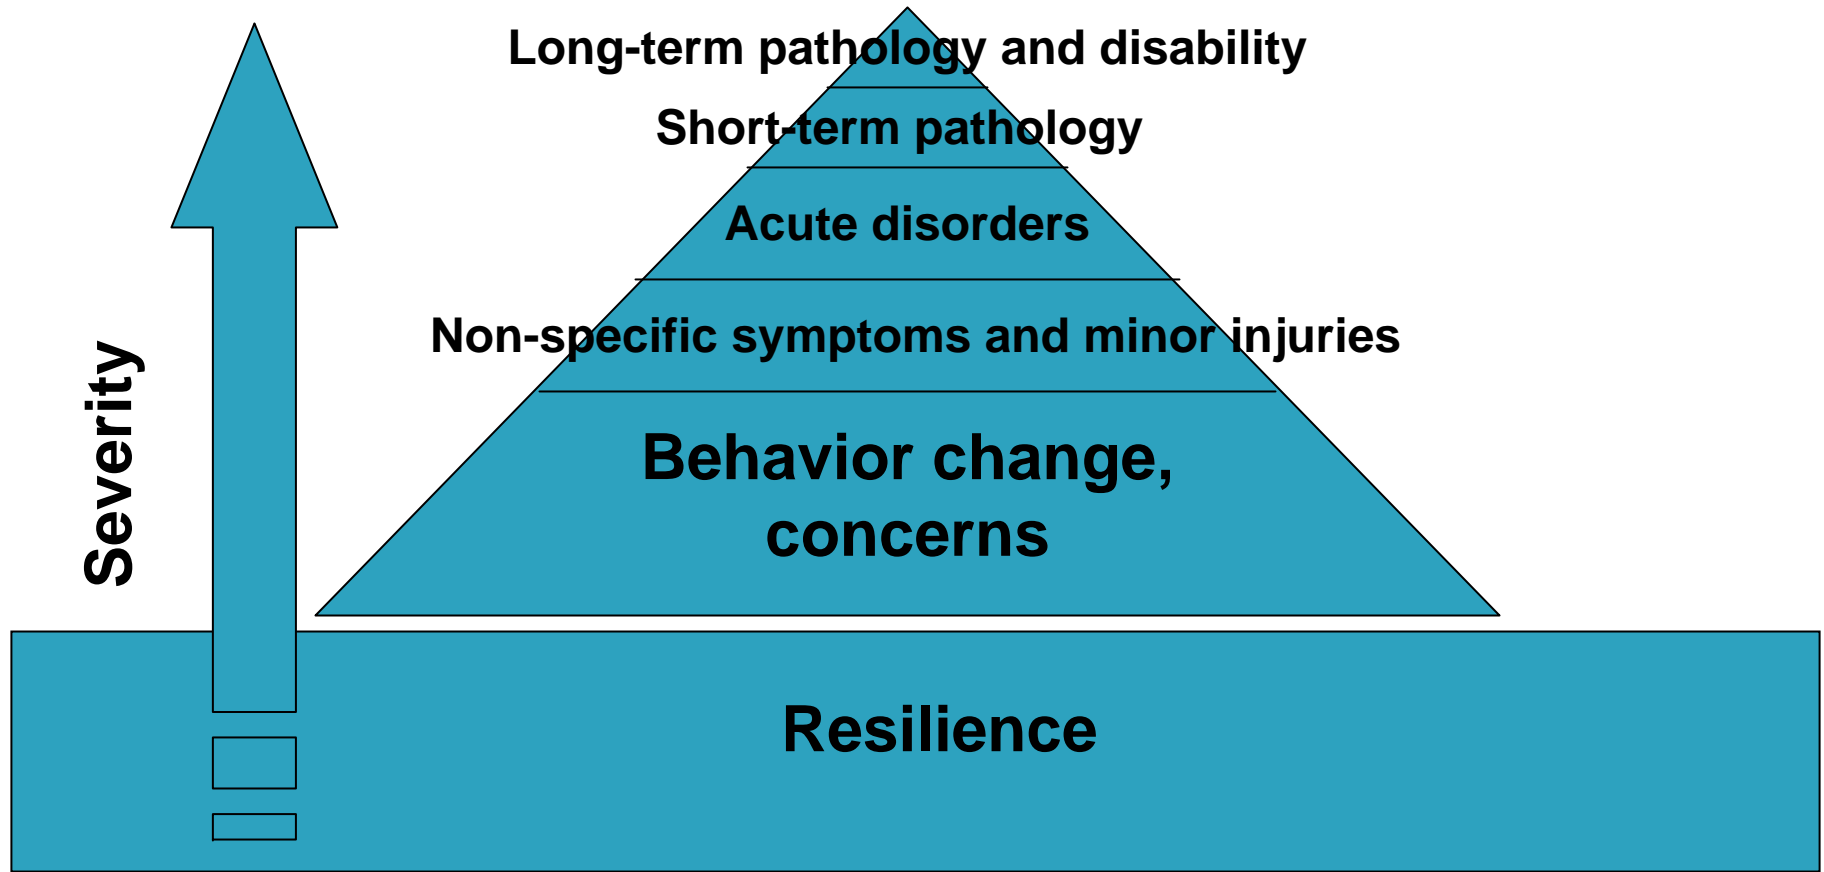 Long-term pathology and disability
Short-term pathology
Acute disorders
Non-specific symptoms and minor injuries
Severity
Behavior change,
concerns
Resilience